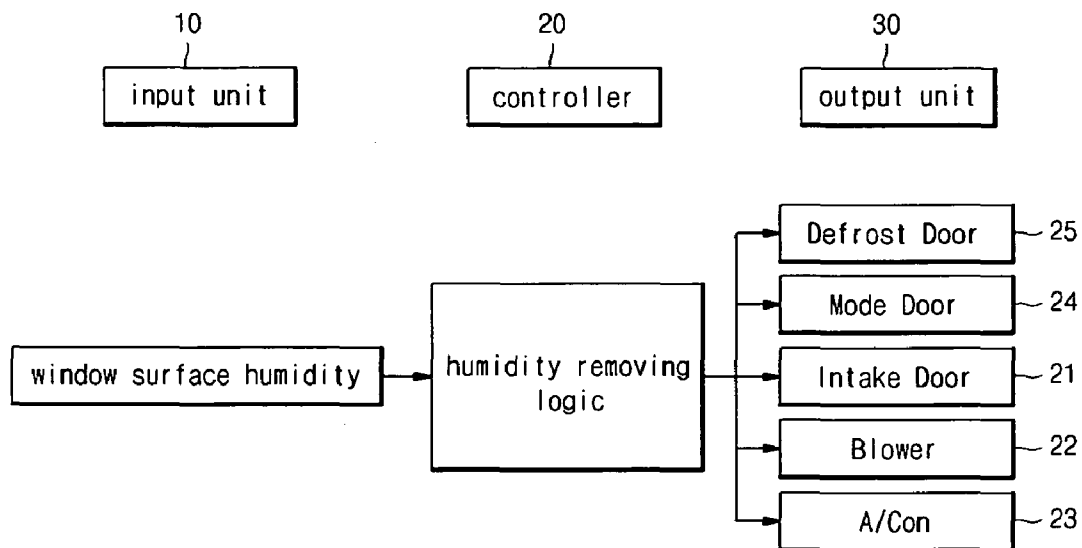 10
20
30
input unit
controller
output unit
Defrost Door
25
Mode Door
24
window surface humidity
humidity removing
logic
Intake Door
21
Blower
22
A/Con
23